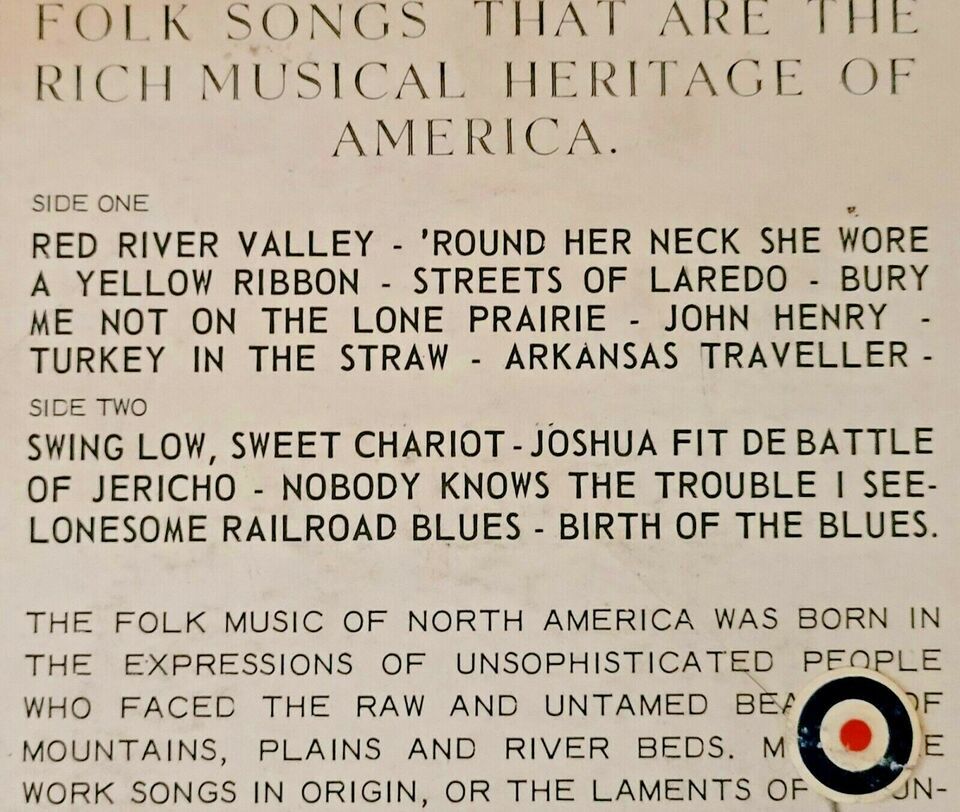 FOLK SONGS THAT ARE THE
RICH MUSICAL HERITAGE OF
AMERICA.
SIDE ONE
RED RIVER VALLEY - 'ROUND HER NECK SHE WORE
A YELLOW RIBBON - STREETS OF LAREDO - BURY
ME NOT ON THE LONE PRAIRIE - JOHN HENRY -
TURKEY IN THE STRAW - ARKANSAS TRAVELLER -
SIDE TWO
SWING LOW, SWEET CHARIOT - JOSHUA FIT DE BATTLE
OF JERICHO - NOBODY KNOWS THE TROUBLE I SEE-
LONESOME RAILROAD BLUES - BIRTH OF THE BLUES.
THE FOLK MUSIC OF NORTH AMERICA WAS BORN IN
THE EXPRESSIONS OF UNSOPHISTICATED PEOPLE
WHO FACED THE RAW AND UNTAMED OF
MOUNTAINS, PLAINS AND RIVER BEDS.
WORK SONGS IN ORIGIN, OR THE LAMENTS OF